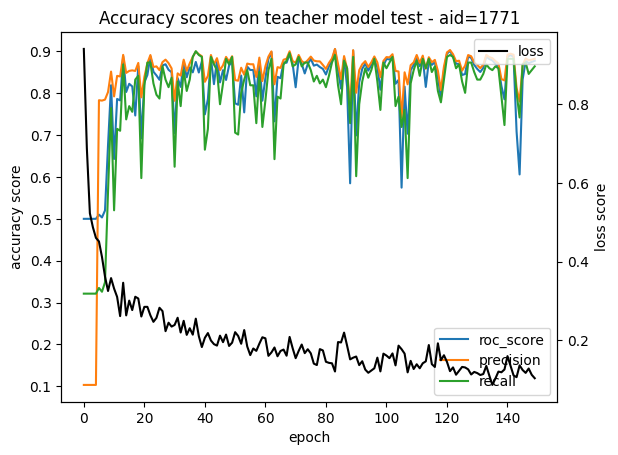 Accuracy scores on teacher model test - aid=1771
loss
accuracy score
0.9
0.8
0.7
0.6
0.5
0.4
0.3
0.2
0.1
0.8
0.6
0.4
0.2
loss score
roc_score
precision
recall
0 20 40 60 80 100 120 140
epoch